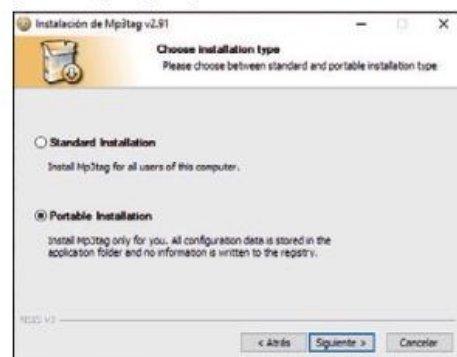 Instalación de Mp3tag v2.91
Choose installation type
Please choose between standard and portable installation type
Standard Installation
Install Mp3tag for all users of this computer.
Portable Installation
Install Mp3tag only for you. All configuration data is stored in the
application folder and no information is written to the registry.
NSIS v3
< Atrás
Siguiente >
Cancelar